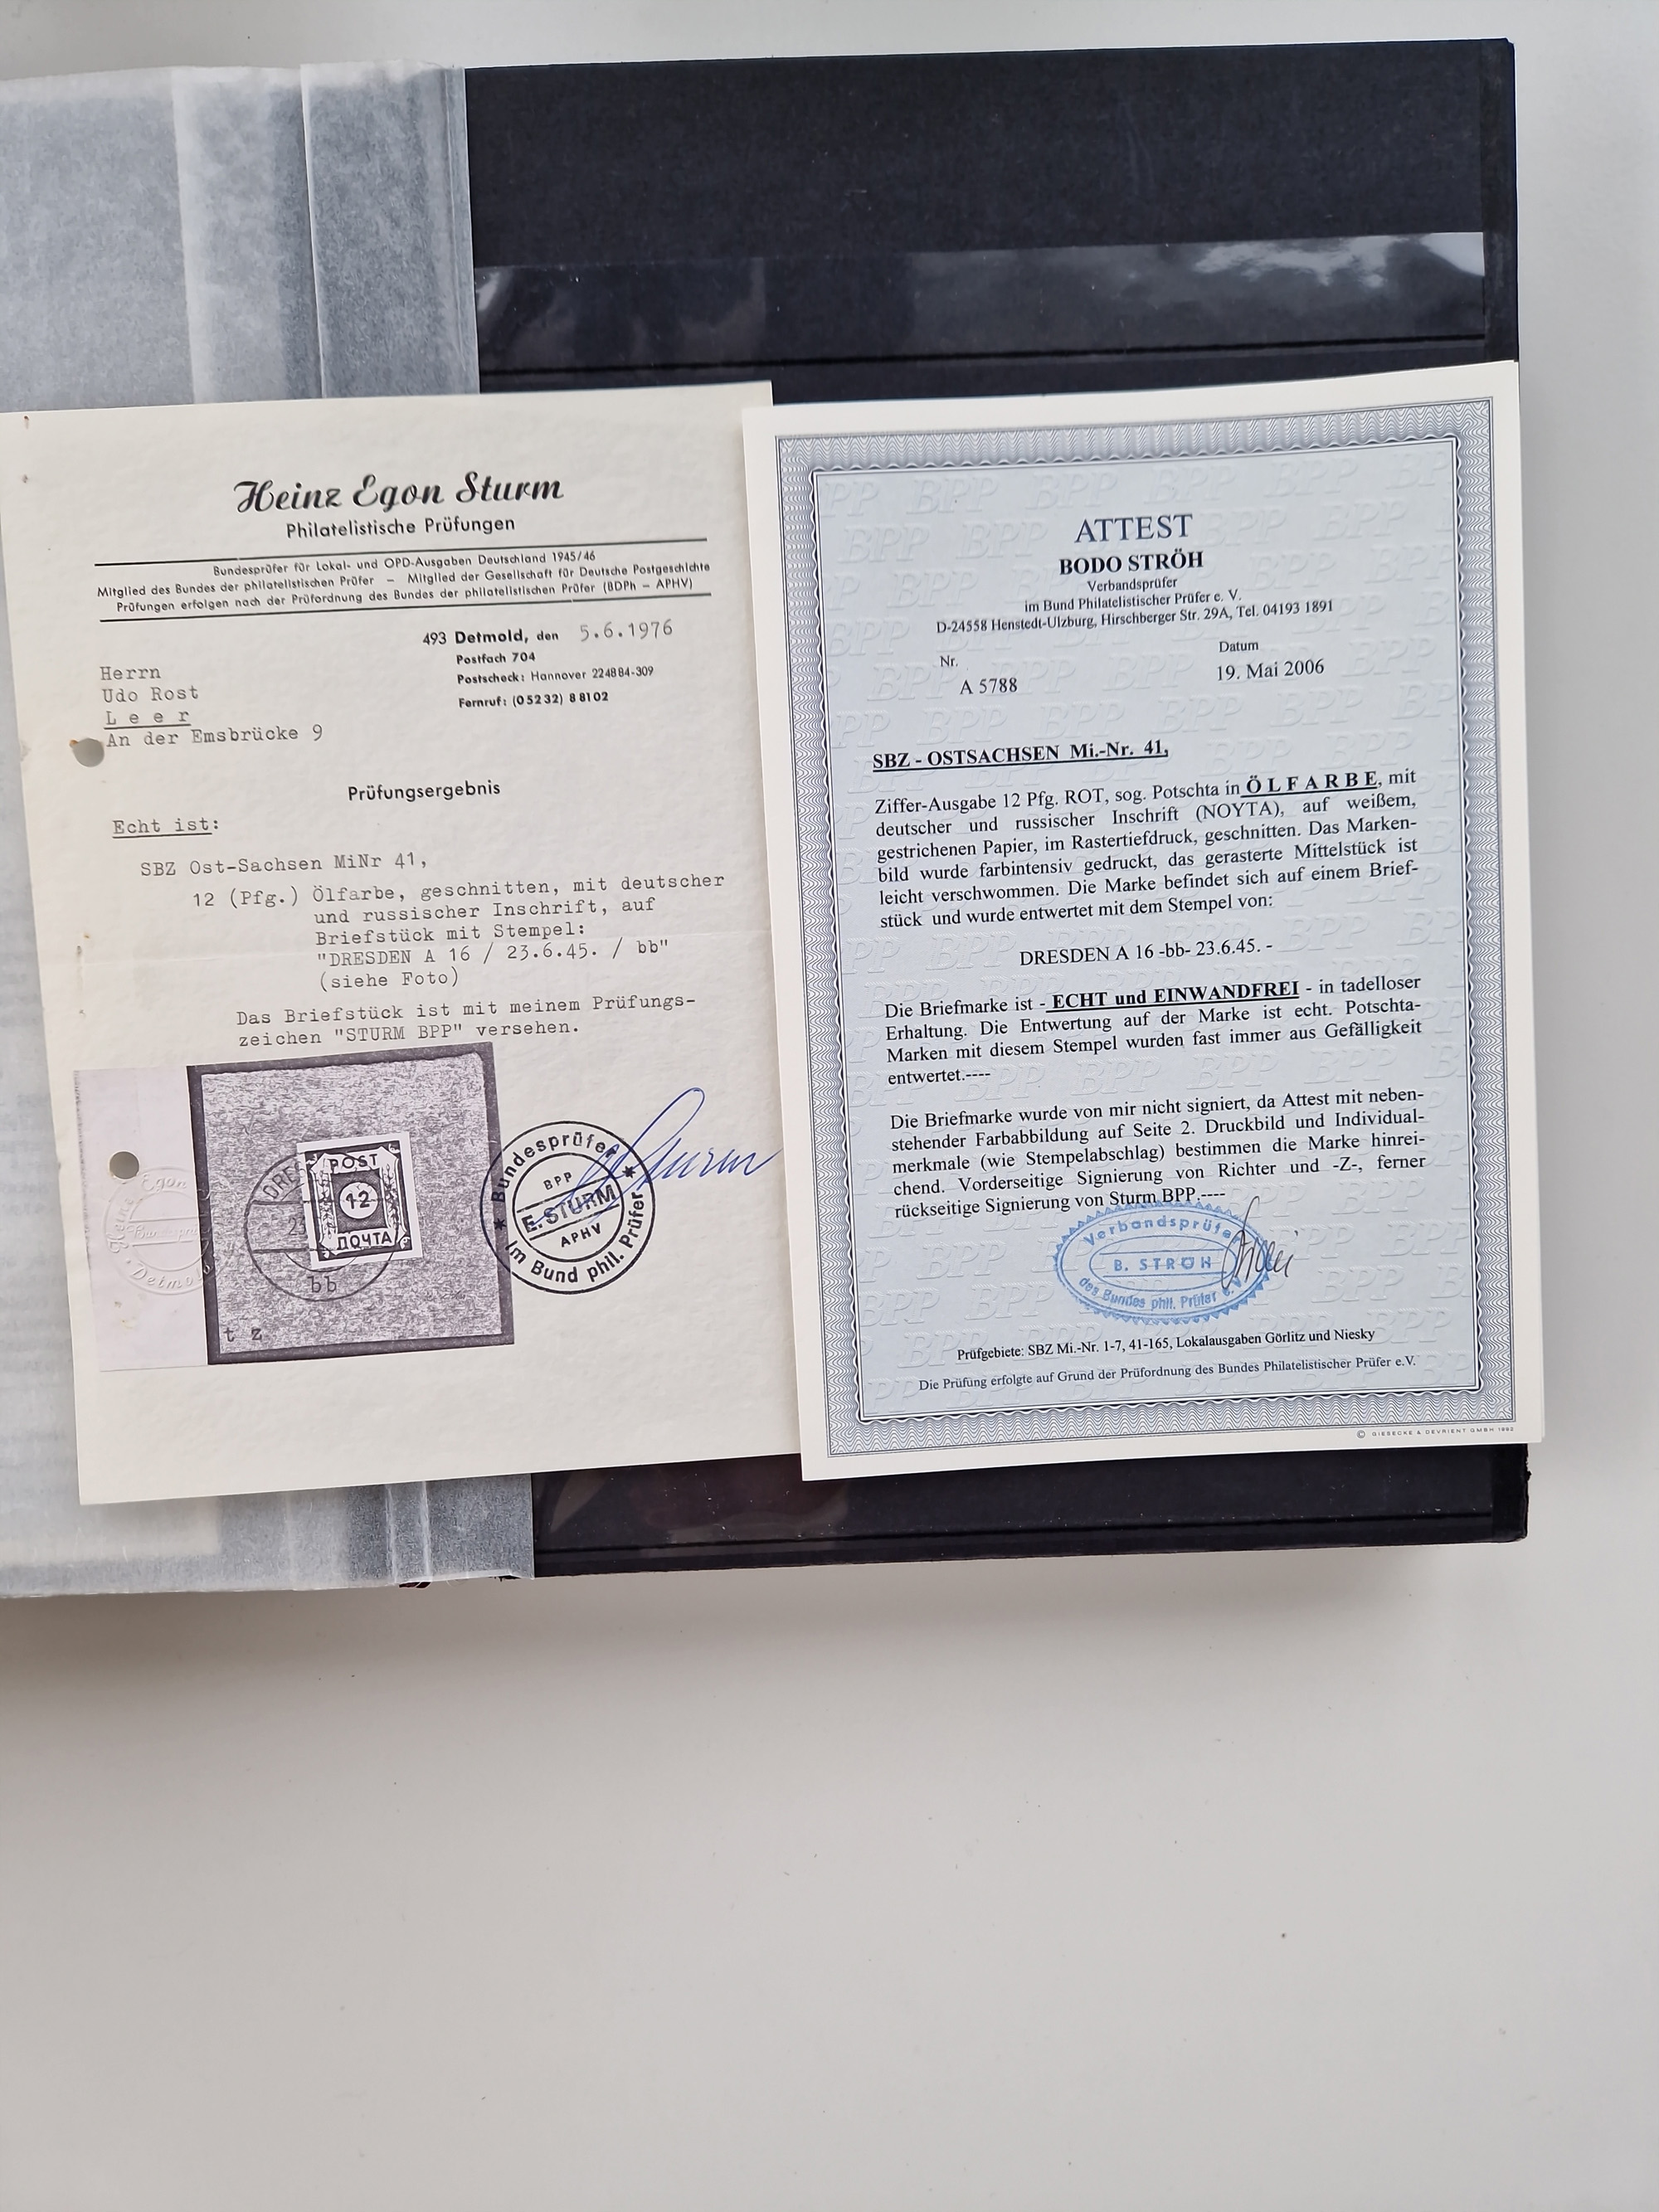 Heinz Egon Sturm
Philatelistische Prüfungen
Bundesprüfer für Lokal- und OPD-Ausgaben Deutschland 1945/46
Mitglied des Bundes der philatelistischen Prüfer — Mitglied der Gesellschaft für Deutsche Postgeschichte
Prüfungen erfolgen nach der Prüfordnung des Bundes der philatelistischen Prüfer (BDPh — APHV)
493 Detmold, den 5.6.1976
Postfach 704
Postscheck: Hannover 224884-309
Fernruf: (05232) 88102
Herrn
Udo Rost
L e e r
An der Emsbrücke 9
Prüfungsergebnis
Echt ist:
SBZ Ost-Sachsen MiNr 41,
12 (Pfg.) Ölfarbe, geschnitten, mit deutscher
und russischer Inschrift, auf
Briefstück mit Stempel:
"DRESDEN A 16 / 23.6.45. / bb"
(siehe Foto)
Das Briefstück ist mit meinem Prüfungs-
zeichen "STURM BPP" versehen.
DRES
POST
12
23
ПОЧТА
bb
t z
Egon
Heinz
Detmold
Bundesprüfer
BPP
E. STURM
APHV
im Bund phil. Prüfer
Sturm
ATTEST
BODO STRÖH
Verbandsprüfer
im Bund Philatelistischer Prüfer e. V.
D-24558 Henstedt-Ulzburg, Hirschberger Str. 29A, Tel. 04193 1891
Nr.
A 5788
Datum
19. Mai 2006
SBZ - OSTSACHSEN Mi.-Nr. 41,
Ziffer-Ausgabe 12 Pfg. ROT, sog. Potschta in Ö L F A R B E, mit
deutscher und russischer Inschrift (NOYTA), auf weißem,
gestrichenen Papier, im Rastertiefdruck, geschnitten. Das Marken-
bild wurde farbintensiv gedruckt, das gerasterte Mittelstück ist
leicht verschwommen. Die Marke befindet sich auf einem Brief-
stück und wurde entwertet mit dem Stempel von:
DRESDEN A 16 -bb- 23.6.45. -
Die Briefmarke ist - ECHT und EINWANDFREI - in tadelloser
Erhaltung. Die Entwertung auf der Marke ist echt. Potschta-
Marken mit diesem Stempel wurden fast immer aus Gefälligkeit
entwertet.----
Die Briefmarke wurde von mir nicht signiert, da Attest mit neben-
stehender Farbabbildung auf Seite 2. Druckbild und Individual-
merkmale (wie Stempelabschlag) bestimmen die Marke hinrei-
chend. Vorderseitige Signierung von Richter und -Z-, ferner
rückseitige Signierung von Sturm BPP.----
Verbandsprüfer
B. STRÖH
des Bundes phil. Prüfer e.V.
Prüfgebiete: SBZ Mi.-Nr. 1-7, 41-165, Lokalausgaben Görlitz und Niesky
Die Prüfung erfolgte auf Grund der Prüfordnung des Bundes Philatelistischer Prüfer e.V.
© GIESECKE & DEVRIENT GMBH 1992